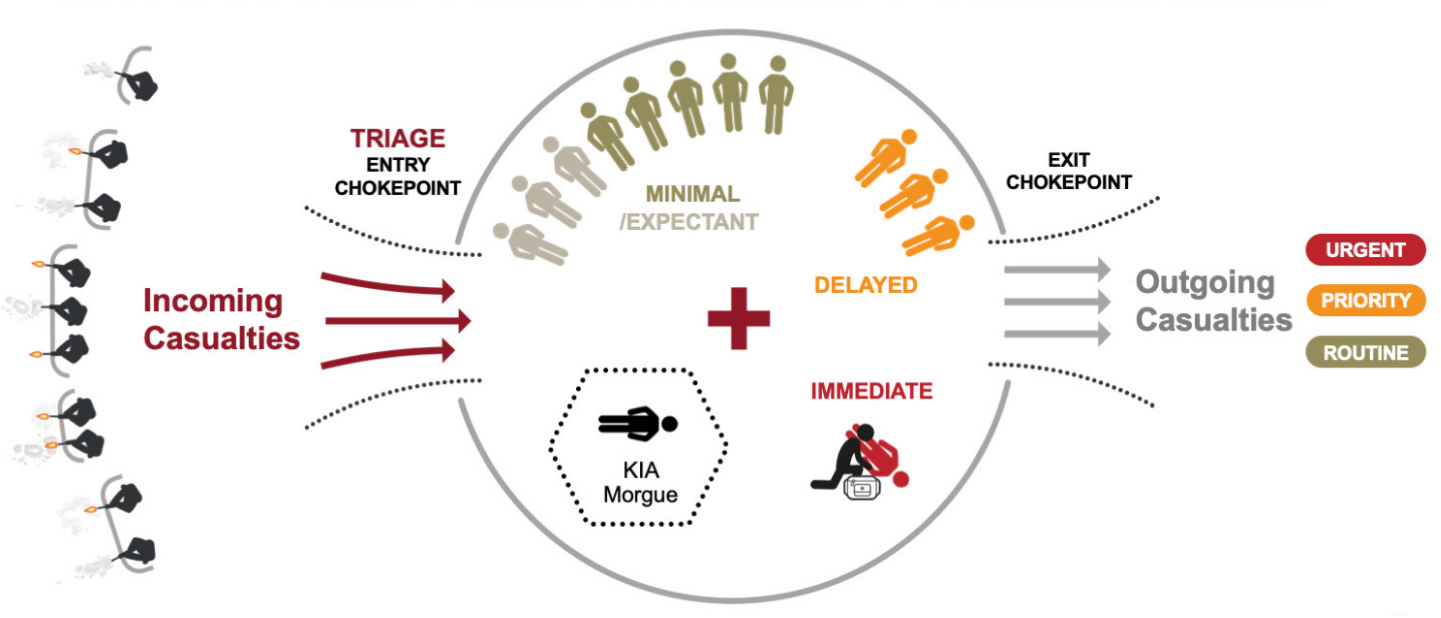 TRIAGE
ENTRY
CHOKEPOINT
Incoming
Casualties
MINIMAL
/EXPECTANT
DELAYED
IMMEDIATE
KIA
Morgue
EXIT
CHOKEPOINT
Outgoing
Casualties
URGENT
PRIORITY
ROUTINE